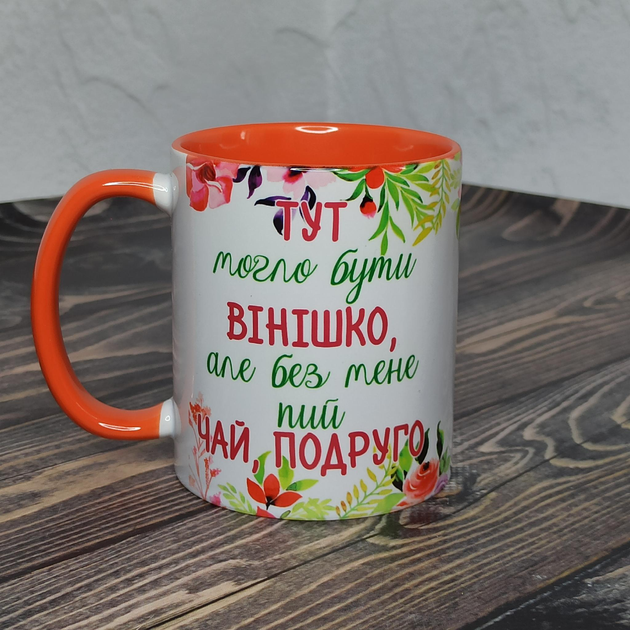 ТУТ
могло бути
ВІНІШКО,
але без мене
пий
ЧАЙ, ПОДРУГО